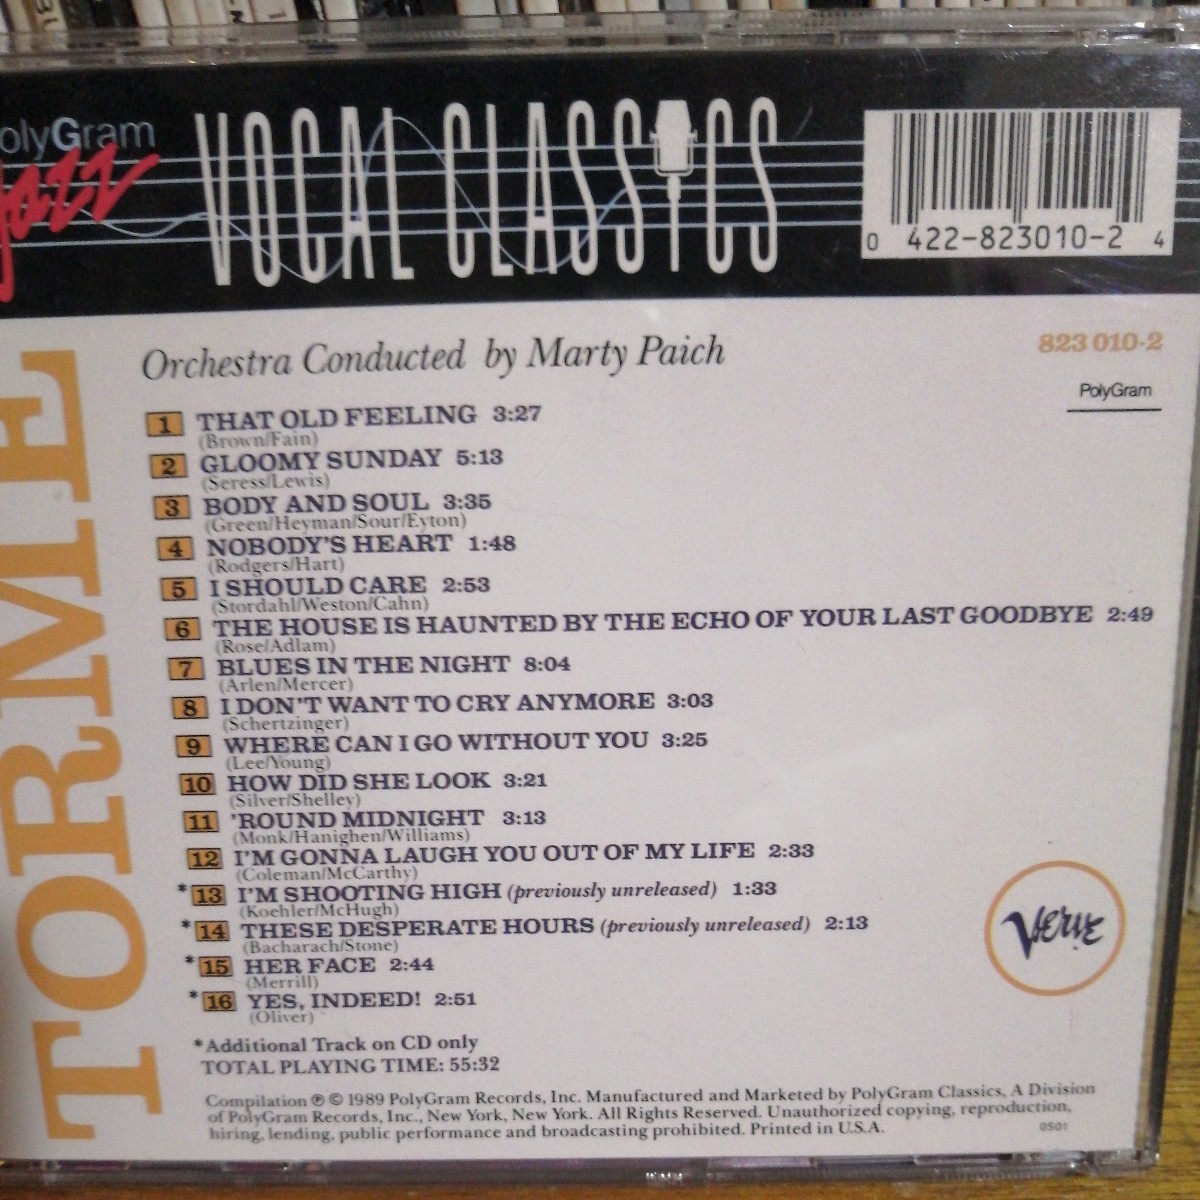 PolyGram
Jazz
VOCAL CLASSICS
0 422-823010-2 4
TORMÉ
Orchestra Conducted by Marty Paich
823 010-2
PolyGram
1 THAT OLD FEELING 3:27
(Brown/Fain)
2 GLOOMY SUNDAY 5:13
(Seress/Lewis)
3 BODY AND SOUL 3:35
(Green/Heyman/Sour/Eyton)
4 NOBODY'S HEART 1:48
(Rodgers/Hart)
5 I SHOULD CARE 2:53
(Stordahl/Weston/Cahn)
6 THE HOUSE IS HAUNTED BY THE ECHO OF YOUR LAST GOODBYE 2:49
(Rose/Adlam)
7 BLUES IN THE NIGHT 8:04
(Arlen/Mercer)
8 I DON'T WANT TO CRY ANYMORE 3:03
(Schertzinger)
9 WHERE CAN I GO WITHOUT YOU 3:25
(Lee/Young)
10 HOW DID SHE LOOK 3:21
(Silver/Shelley)
11 'ROUND MIDNIGHT 3:13
(Monk/Hanighen/Williams)
12 I'M GONNA LAUGH YOU OUT OF MY LIFE 2:33
(Coleman/McCarthy)
*13 I'M SHOOTING HIGH (previously unreleased) 1:33
(Koehler/McHugh)
*14 THESE DESPERATE HOURS (previously unreleased) 2:13
(Bacharach/Stone)
*15 HER FACE 2:44
(Merrill)
*16 YES, INDEED! 2:51
(Oliver)
VERVE
*Additional Track on CD only
TOTAL PLAYING TIME: 55:32
Compilation ℗ © 1989 PolyGram Records, Inc. Manufactured and Marketed by PolyGram Classics, A Division
of PolyGram Records, Inc., New York, New York. All Rights Reserved. Unauthorized copying, reproduction,
hiring, lending, public performance and broadcasting prohibited. Printed in U.S.A.
0501